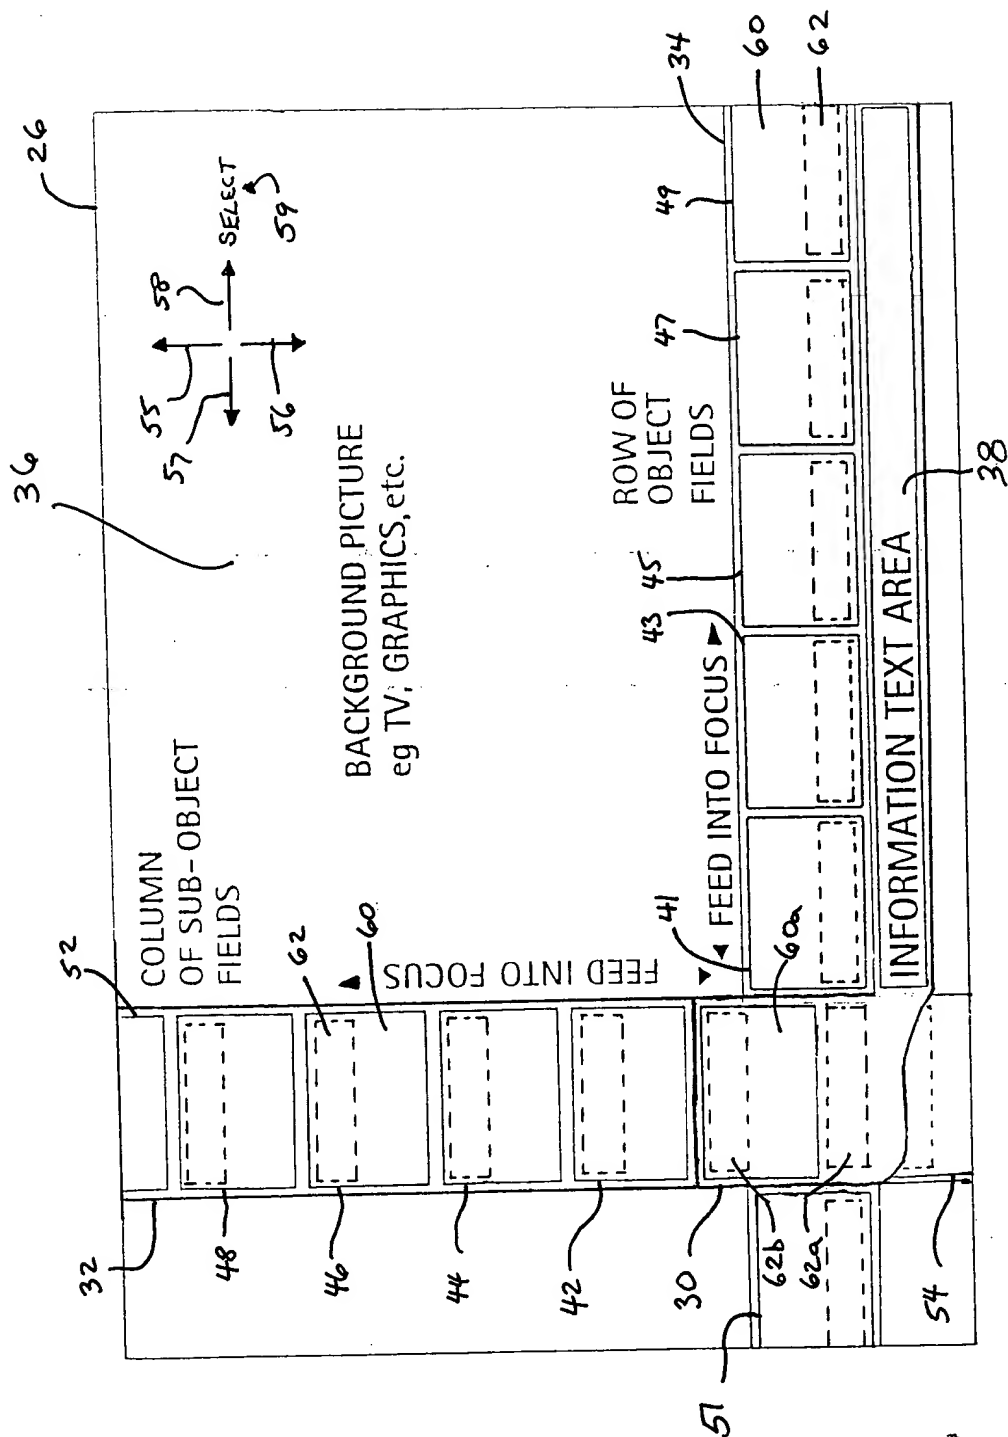 26
36
52
COLUMN
OF SUB-OBJECT
FIELDS
55
57
58
56
SELECT
59
BACKGROUND PICTURE
eg TV, GRAPHICS, etc.
32
48
46
44
42
30
62
60
FEED INTO FOCUS
ROW OF
OBJECT
FIELDS
41
FEED INTO FOCUS
43
45
47
49
34
60
62
60a
62b
62a
51
54
INFORMATION TEXT AREA
38